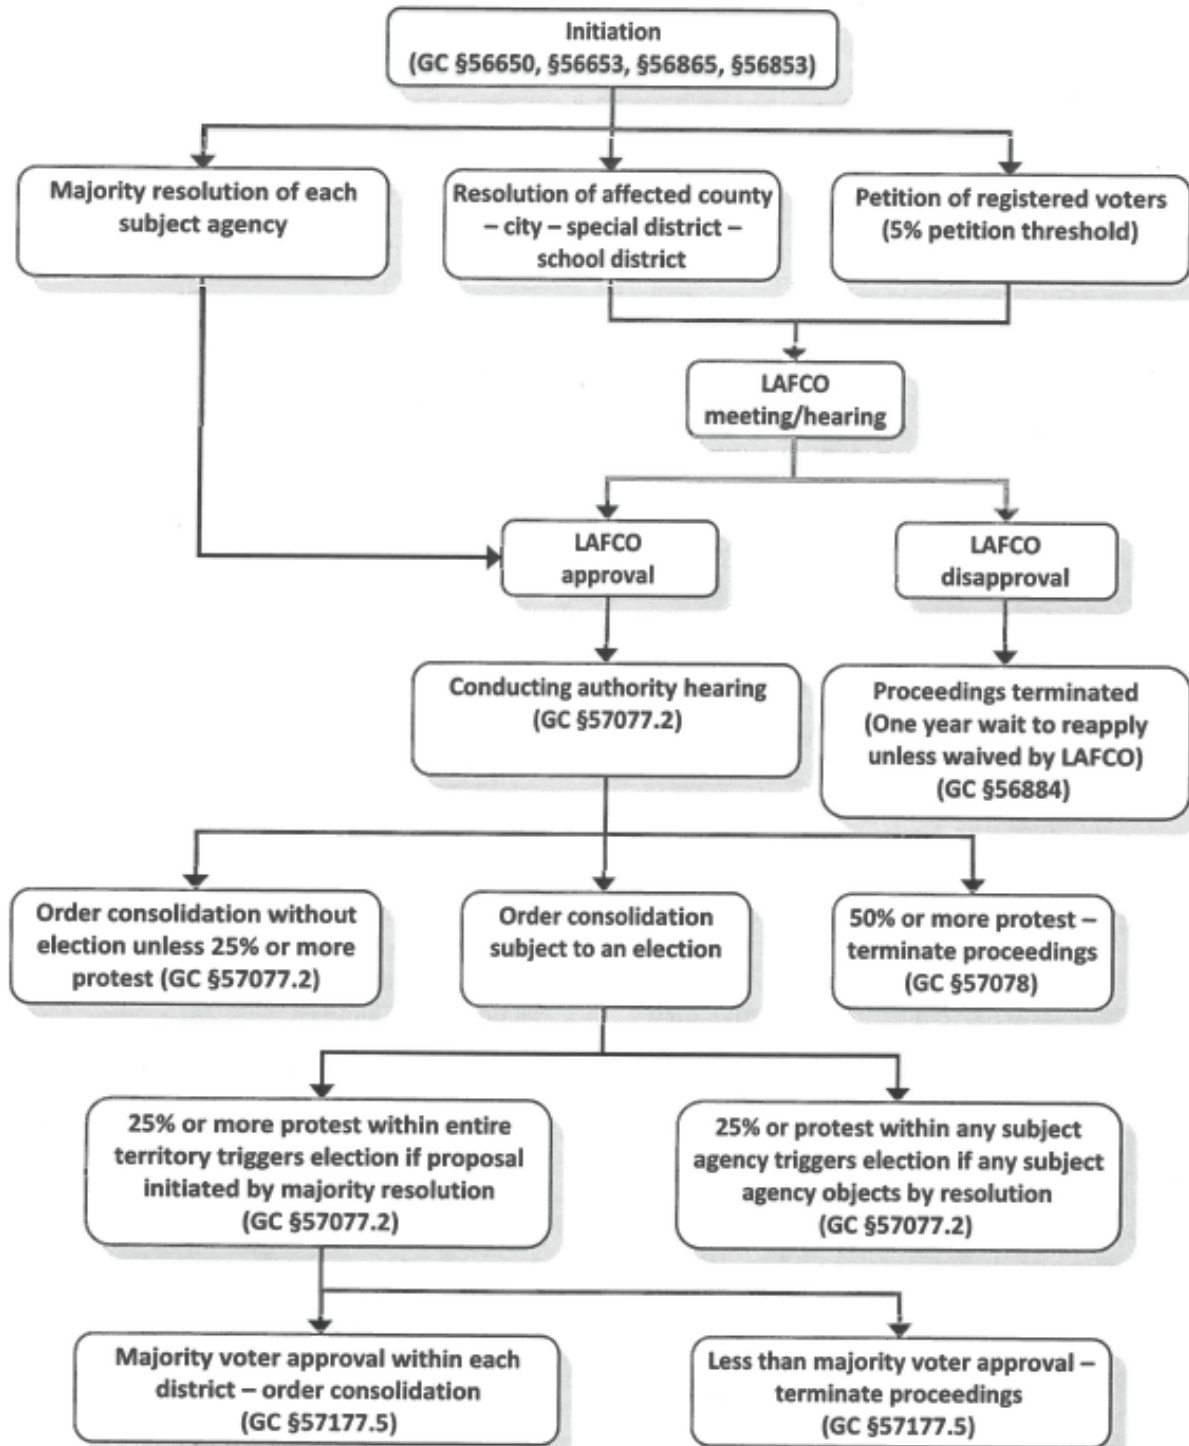 Initiation
(GC §56650, §56653, §56865, §56853)
Majority resolution of each
subject agency
Resolution of affected county
– city – special district –
school district
Petition of registered voters
(5% petition threshold)
LAFCO
meeting/hearing
LAFCO
approval
LAFCO
disapproval
Conducting authority hearing
(GC §57077.2)
Proceedings terminated
(One year wait to reapply
unless waived by LAFCO)
(GC §56884)
Order consolidation without
election unless 25% or more
protest (GC §57077.2)
Order consolidation
subject to an election
50% or more protest –
terminate proceedings
(GC §57078)
25% or more protest within entire
territory triggers election if proposal
initiated by majority resolution
(GC §57077.2)
25% or protest within any subject
agency triggers election if any subject
agency objects by resolution
(GC §57077.2)
Majority voter approval within each
district – order consolidation
(GC §57177.5)
Less than majority voter approval –
terminate proceedings
(GC §57177.5)